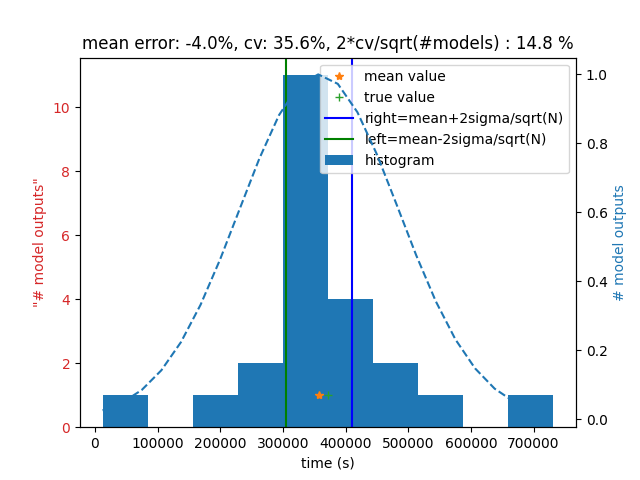 mean error: -4.0%, cv: 35.6%, 2*cv/sqrt(#models) : 14.8 %
mean value
true value
right=mean+2sigma/sqrt(N)
left=mean-2sigma/sqrt(N)
histogram
10
8
6
4
2
0
"# model outputs"
1.0
0.8
0.6
0.4
0.2
0.0
# model outputs
0 100000 200000 300000 400000 500000 600000 700000
time (s)